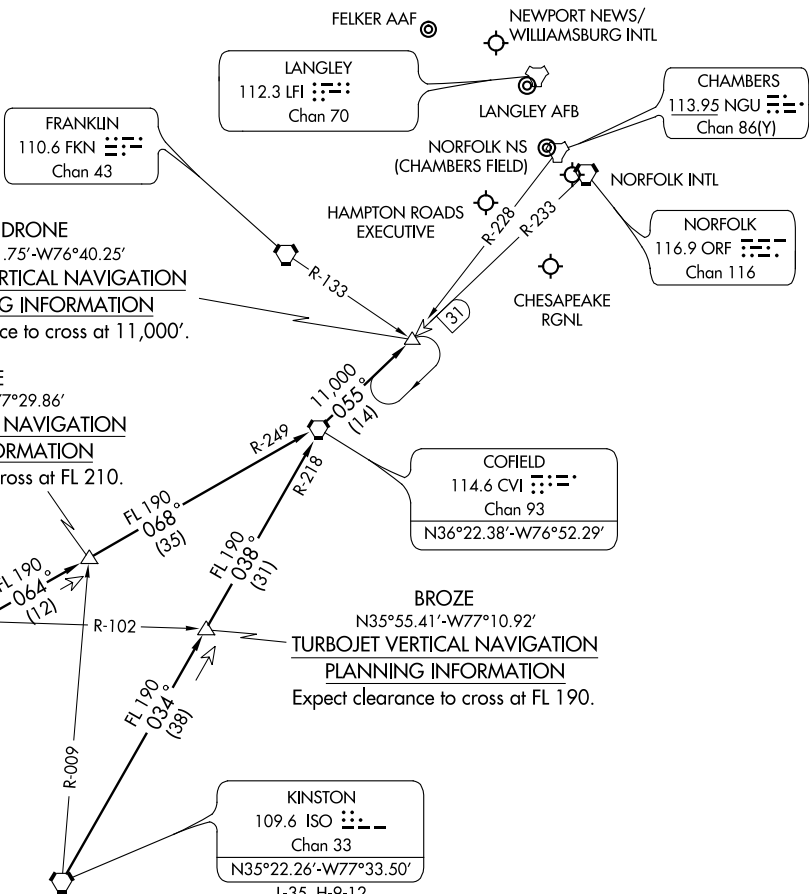 FELKER AAF
NEWPORT NEWS/
WILLIAMSBURG INTL
LANGLEY
112.3 LFI
Chan 70
LANGLEY AFB
CHAMBERS
113.95 NGU
Chan 86(Y)
FRANKLIN
110.6 FKN
Chan 43
NORFOLK NS
(CHAMBERS FIELD)
NORFOLK INTL
HAMPTON ROADS
EXECUTIVE
R-228
R-233
NORFOLK
116.9 ORF
Chan 116
CHESAPEAKE
RGNL
DRONE
.75'-W76°40.25'
RTICAL NAVIGATION
G INFORMATION
ce to cross at 11,000'.
R-133
31
E
7°29.86'
NAVIGATION
ORMATION
ross at FL 210.
11,000
055°
(14)
R-249
R-218
COFIELD
114.6 CVI
Chan 93
N36°22.38'-W76°52.29'
FL 190
068°
(35)
FL 190
038°
(31)
FL 190
064°
(12)
R-102
BROZE
N35°55.41'-W77°10.92'
TURBOJET VERTICAL NAVIGATION
PLANNING INFORMATION
Expect clearance to cross at FL 190.
FL 190
034°
(38)
R-009
KINSTON
109.6 ISO
Chan 33
N35°22.26'-W77°33.50'
L-35, H-9-12